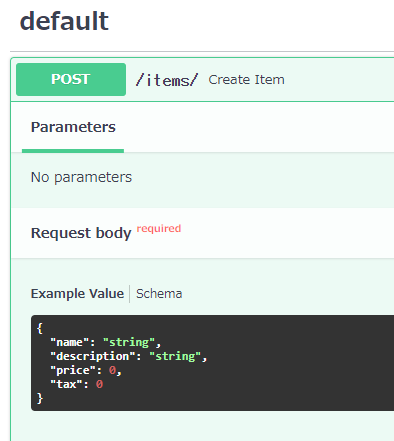 default
POST /items/ Create Item
Parameters
No parameters
Request body required
Example Value Schema
{
  "name": "string",
  "description": "string",
  "price": 0,
  "tax": 0
}